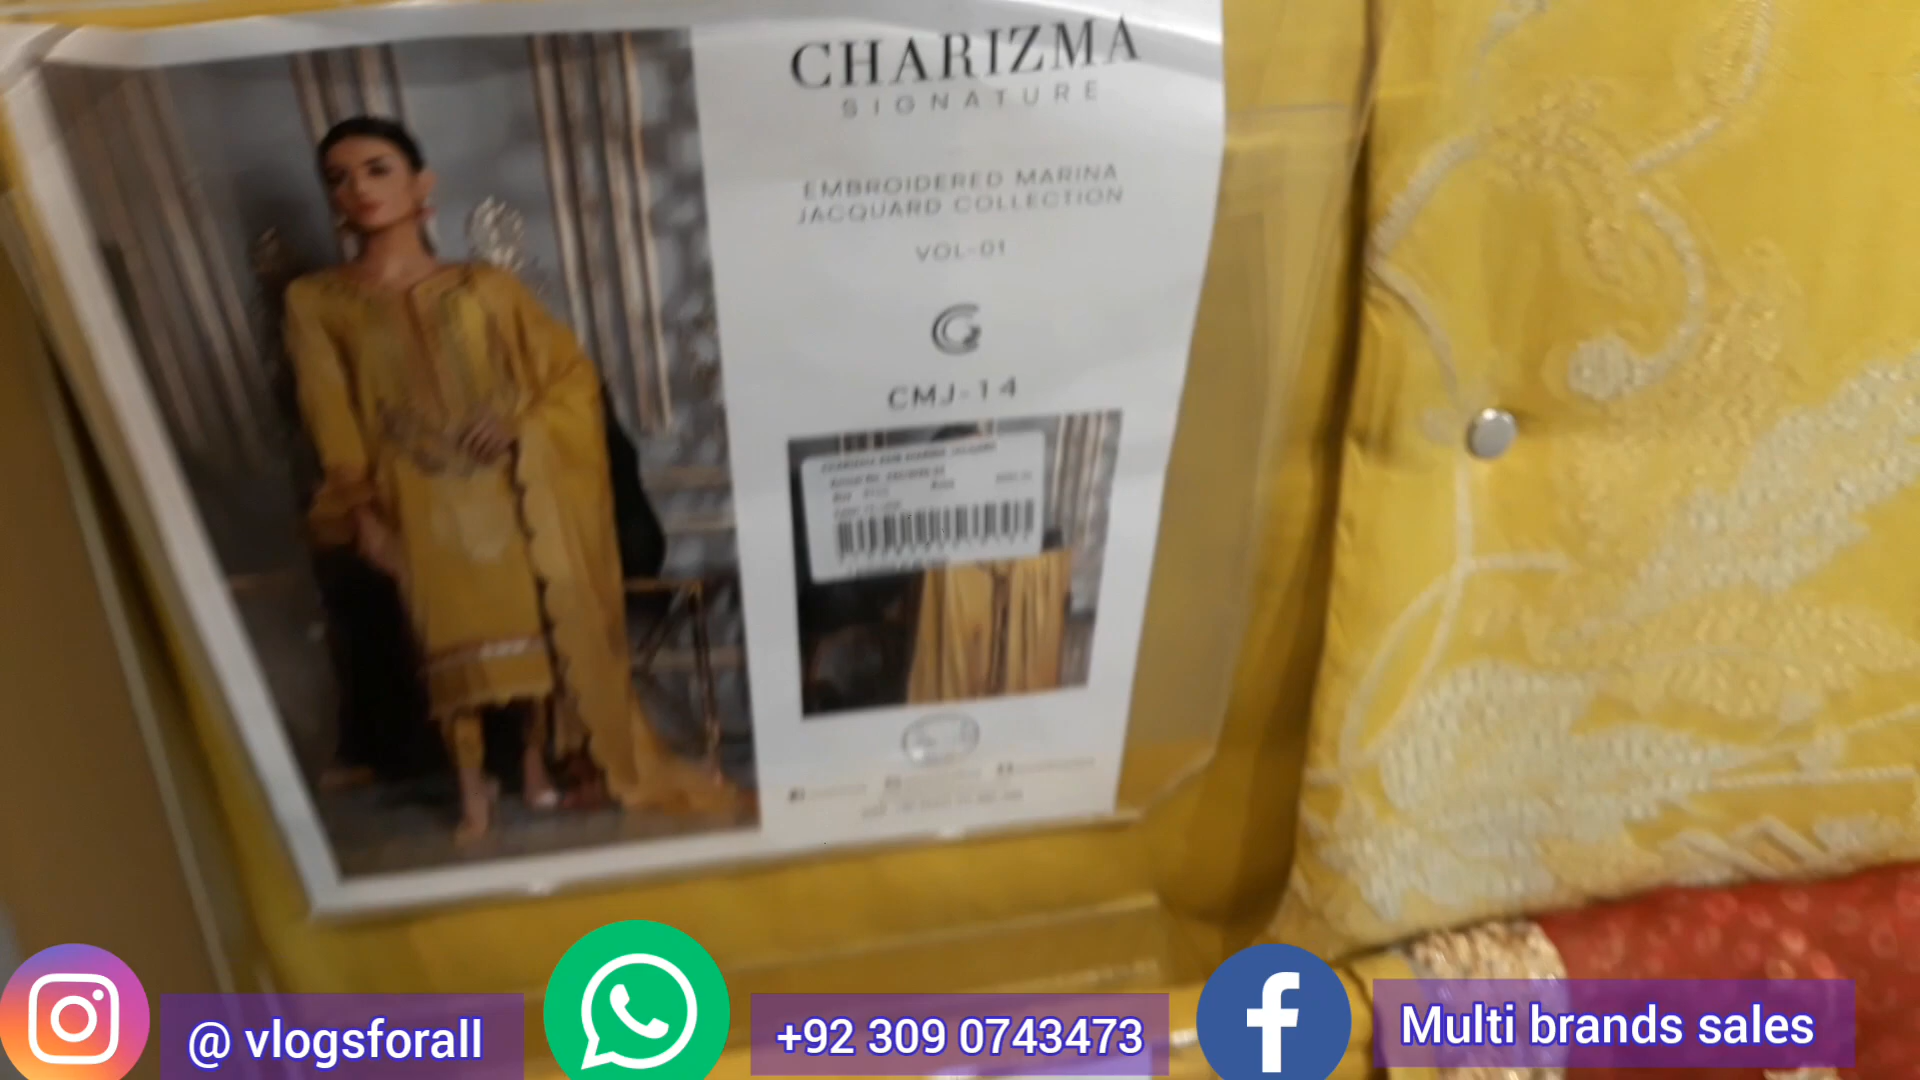 CHARIZMA
SIGNATURE
EMBROIDERED MARINA
JACQUARD COLLECTION
VOL-01
CMJ-14
@ vlogsforall
+92 309 0743473
Multi brands sales